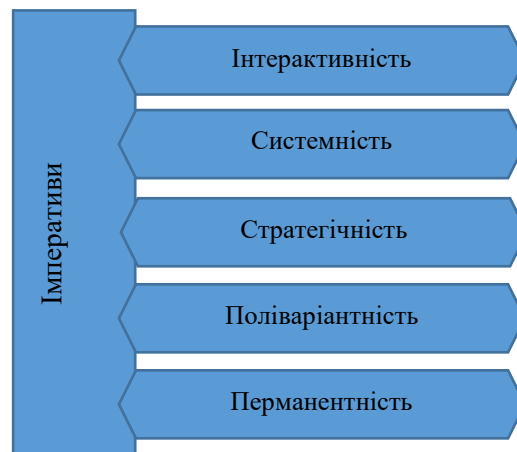 Імперативи
Інтерактивність
Системність
Стратегічність
Поліваріантність
Перманентність